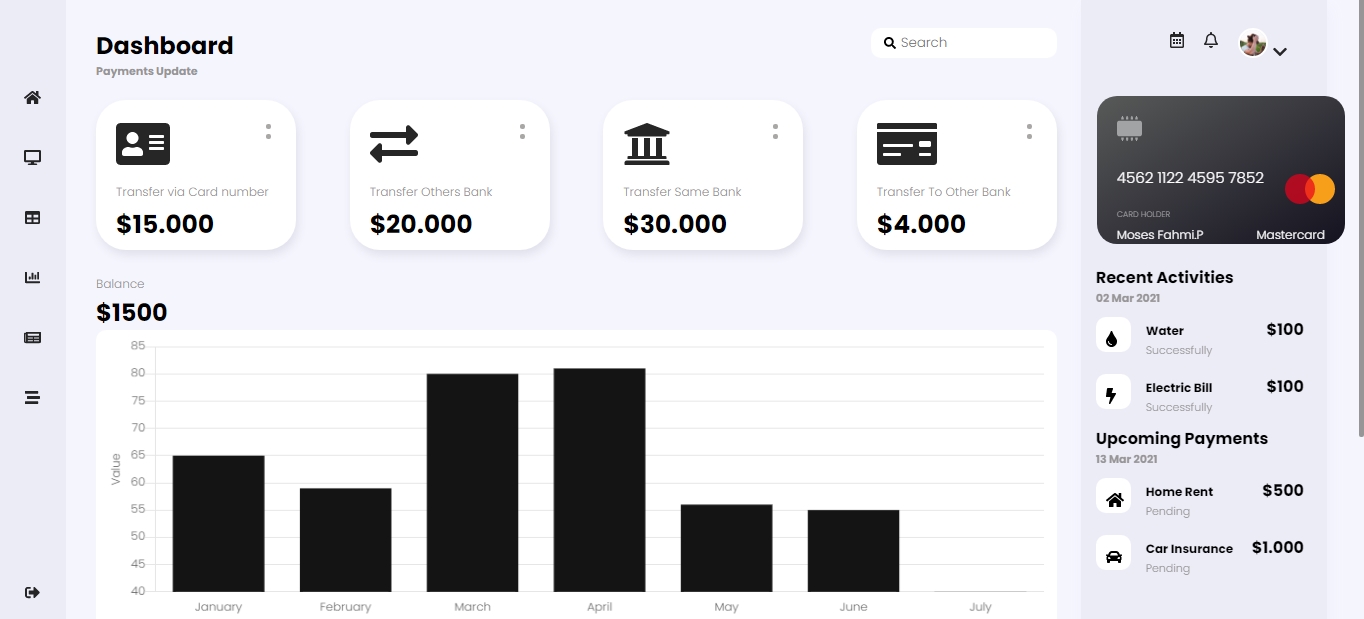 Dashboard
Payments Update
Search
Transfer via Card number
$15.000
Transfer Others Bank
$20.000
Transfer Same Bank
$30.000
Transfer To Other Bank
$4.000
Balance
$1500
Value
85
80
75
70
65
60
55
50
45
40
January February March April May June July
4562 1122 4595 7852
CARD HOLDER
Moses Fahmi.P Mastercard
Recent Activities
02 Mar 2021
Water $100
Successfully
Electric Bill $100
Successfully
Upcoming Payments
13 Mar 2021
Home Rent $500
Pending
Car Insurance $1.000
Pending